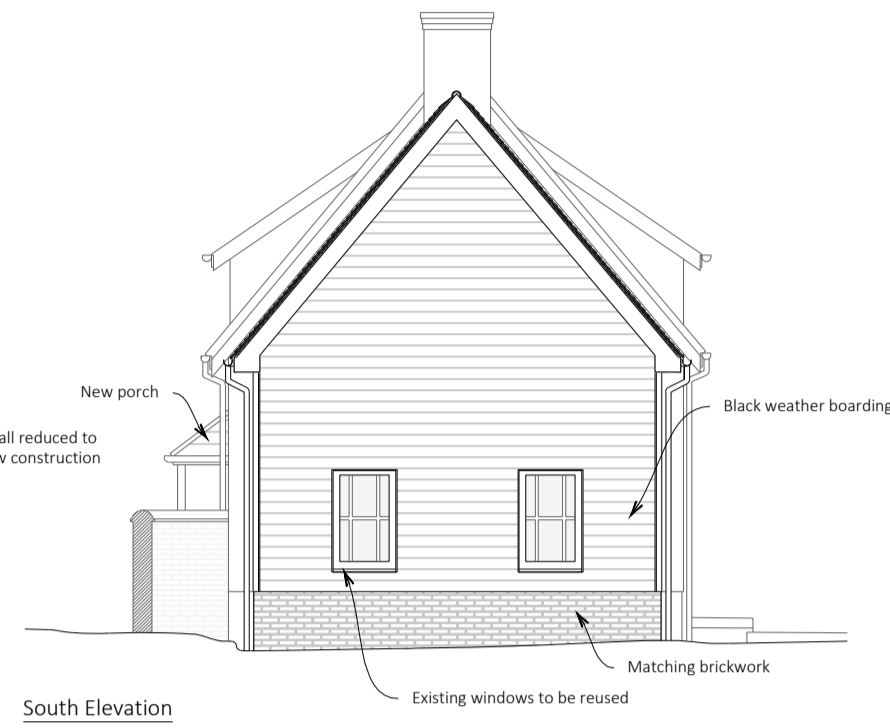 New porch
all reduced to
construction
Black weather boarding
Matching brickwork
Existing windows to be reused
South Elevation